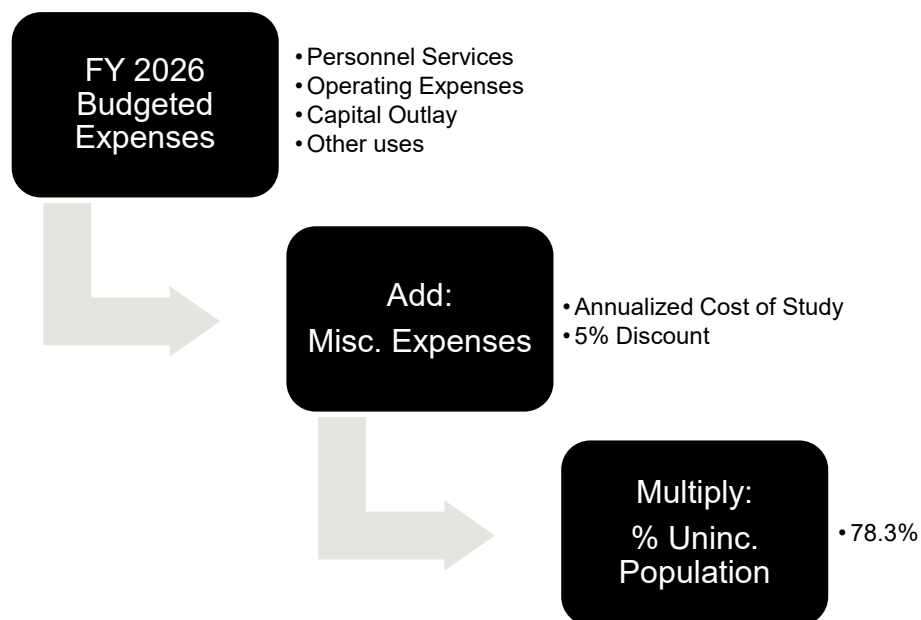 FY 2026
Budgeted
Expenses
•Personnel Services
•Operating Expenses
•Capital Outlay
•Other uses
Add:
Misc. Expenses
•Annualized Cost of Study
•5% Discount
Multiply:
% Uninc.
Population
•78.3%